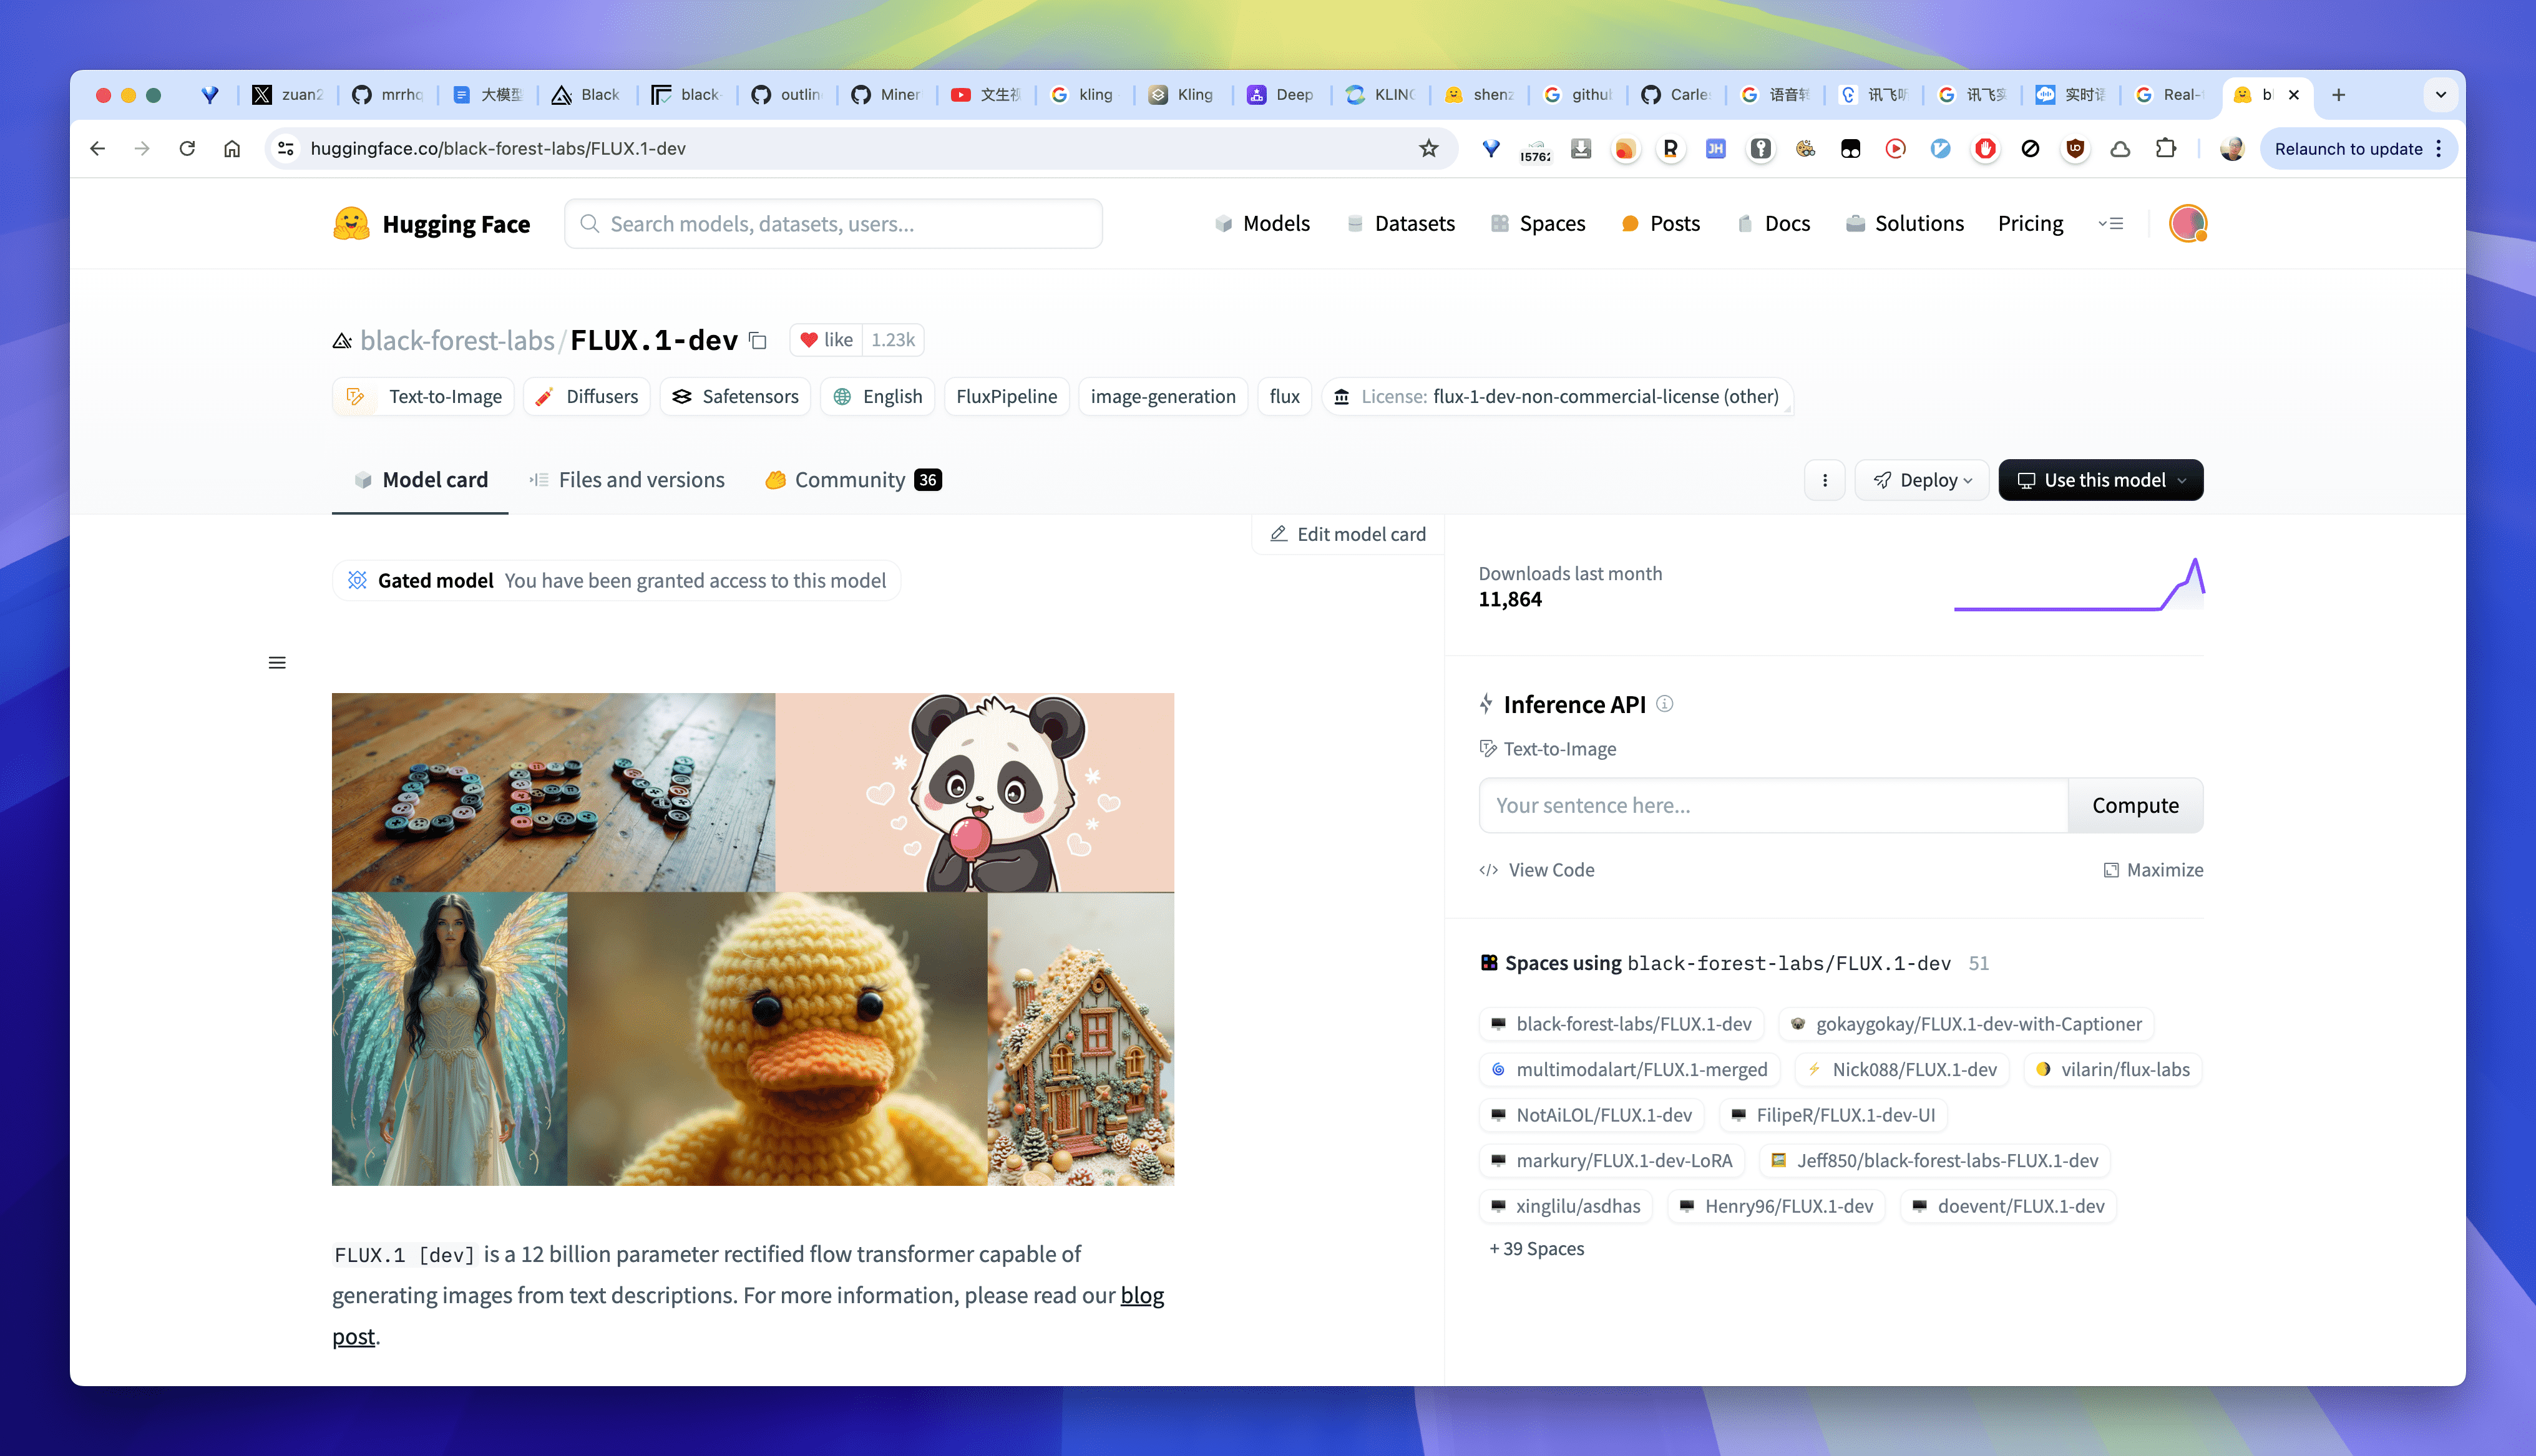 zuan2
mrrhq
大模型
Black
black-
outlin
Miner
文生视
kling
Kling
Deep
KLING
shenz
githul
Carles
语音转
讯飞听
讯飞实
实时语
Real-
b
huggingface.co/black-forest-labs/FLUX.1-dev
Relaunch to update
Hugging Face
Search models, datasets, users...
Models
Datasets
Spaces
Posts
Docs
Solutions
Pricing
black-forest-labs/FLUX.1-dev
like 1.23k
Text-to-Image
Diffusers
Safetensors
English
FluxPipeline
image-generation
flux
License: flux-1-dev-non-commercial-license (other)
Model card
Files and versions
Community 36
Deploy
Use this model
Edit model card
Gated model You have been granted access to this model
Downloads last month
11,864
DEV
Inference API
Text-to-Image
Your sentence here...
Compute
View Code
Maximize
Spaces using black-forest-labs/FLUX.1-dev 51
black-forest-labs/FLUX.1-dev
gokaygokay/FLUX.1-dev-with-Captioner
multimodalart/FLUX.1-merged
Nick088/FLUX.1-dev
vilarin/flux-labs
NotAiLOL/FLUX.1-dev
FilipeR/FLUX.1-dev-UI
markury/FLUX.1-dev-LoRA
Jeff850/black-forest-labs-FLUX.1-dev
xinglilu/asdhas
Henry96/FLUX.1-dev
doevent/FLUX.1-dev
+ 39 Spaces
FLUX.1 [dev] is a 12 billion parameter rectified flow transformer capable of
generating images from text descriptions. For more information, please read our blog
post.